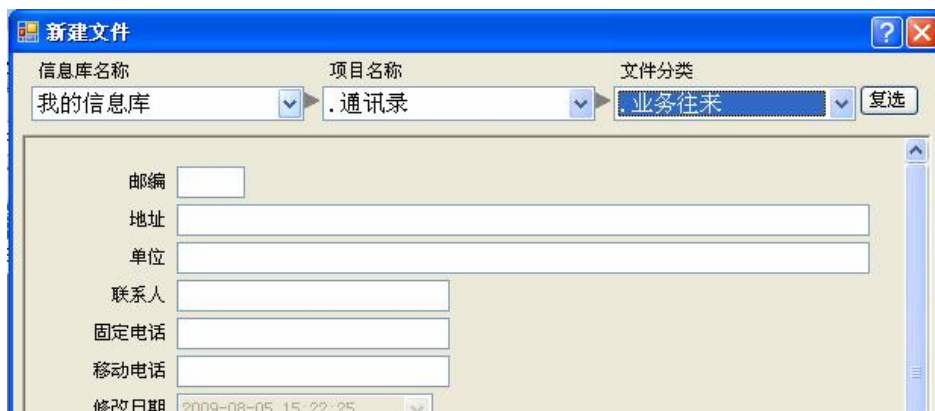 新建文件
信息库名称 项目名称 文件分类
我的信息库 .通讯录 .业务往来 复选
邮编
地址
单位
联系人
固定电话
移动电话
修改日期 2009-08-05 15:22:25